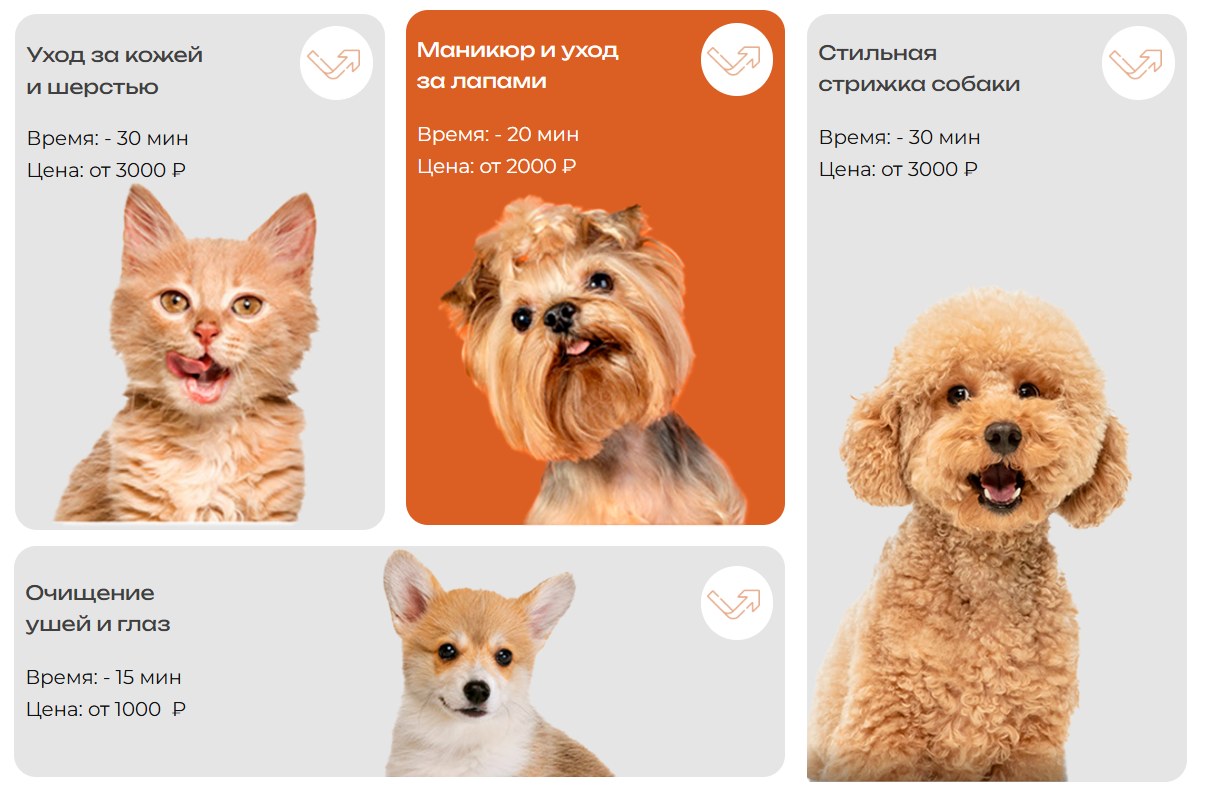 Уход за кожей
и шерстью
Время: - 30 мин
Цена: от 3000 ₽
Маникюр и уход
за лапами
Время: - 20 мин
Цена: от 2000 ₽
Стильная
стрижка собаки
Время: - 30 мин
Цена: от 3000 ₽
Очищение
ушей и глаз
Время: - 15 мин
Цена: от 1000 ₽